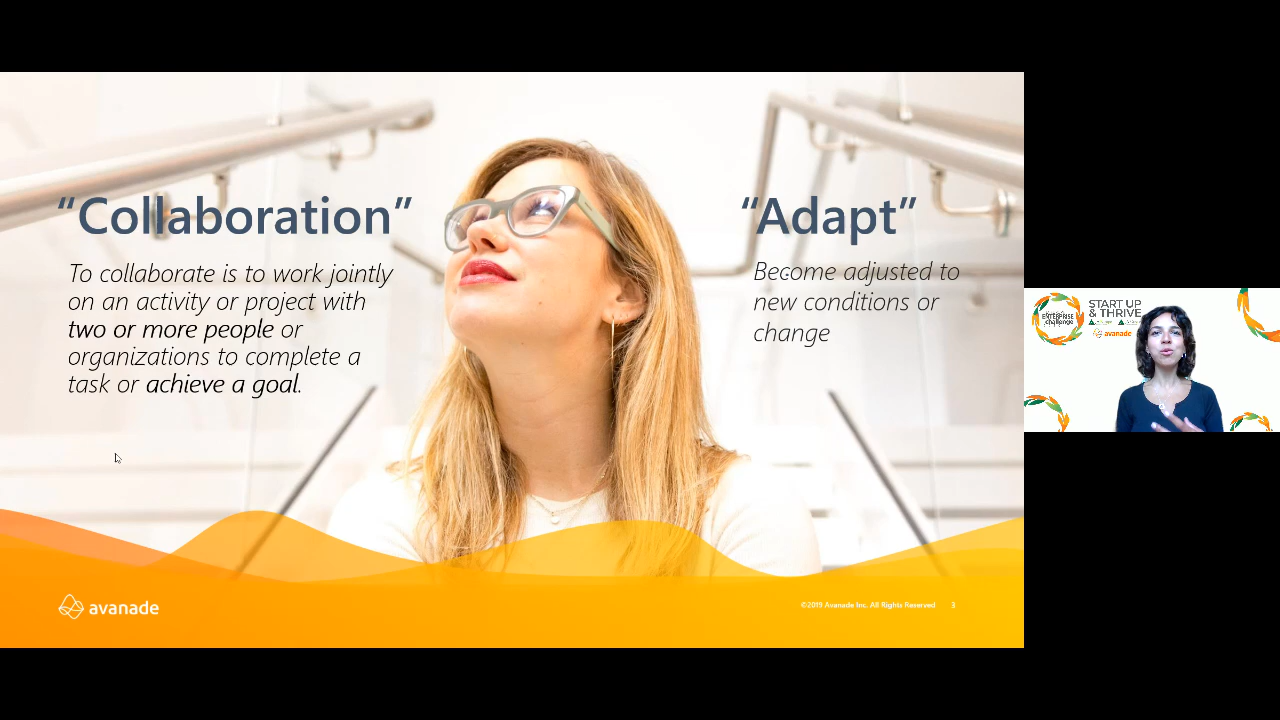 “Collaboration”
To collaborate is to work jointly
on an activity or project with
two or more people or
organizations to complete a
task or achieve a goal.
“Adapt”
Become adjusted to
new conditions or
change
avanade
©2019 Avanade Inc. All Rights Reserved 3
ENTERPRISE
challenge
START UP
& THRIVE
avanade